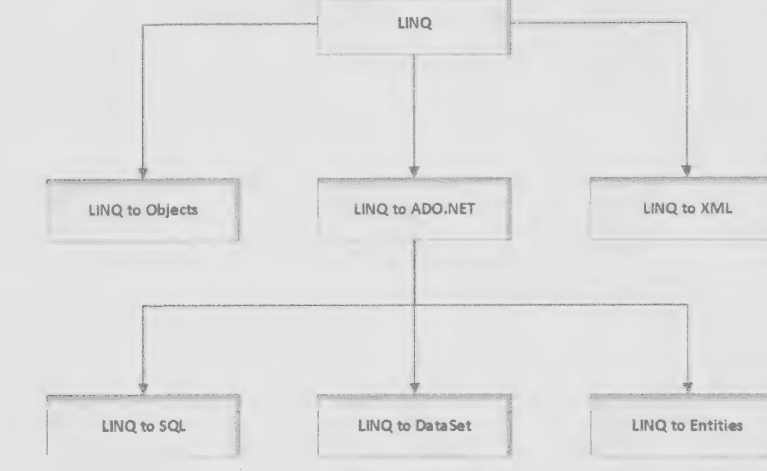 LINQ
LINQ to Objects
LINQ to ADO.NET
LINQ to XML
LINQ to SQL
LINQ to DataSet
LINQ to Entities